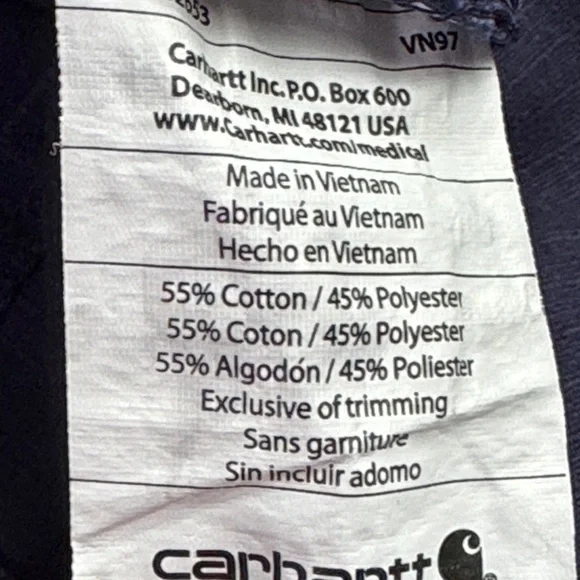 2653
VN97
Carhartt Inc. P.O. Box 600
Dearborn, MI 48121 USA
www.Carhartt.com/medical
Made in Vietnam
Fabriqué au Vietnam
Hecho en Vietnam
55% Cotton / 45% Polyester
55% Coton / 45% Polyester
55% Algodón / 45% Poliester
Exclusive of trimming
Sans garniture
Sin incluir adomo
carhartt